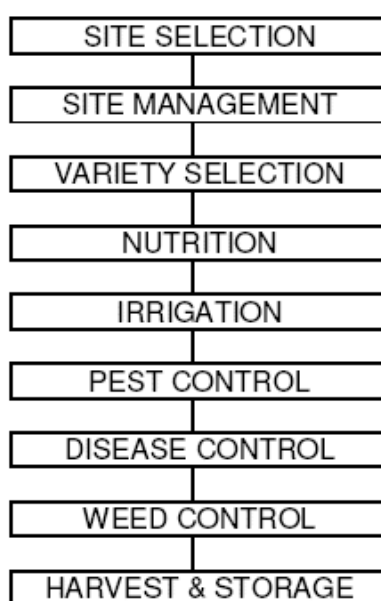 SITE SELECTION
SITE MANAGEMENT
VARIETY SELECTION
NUTRITION
IRRIGATION
PEST CONTROL
DISEASE CONTROL
WEED CONTROL
HARVEST & STORAGE